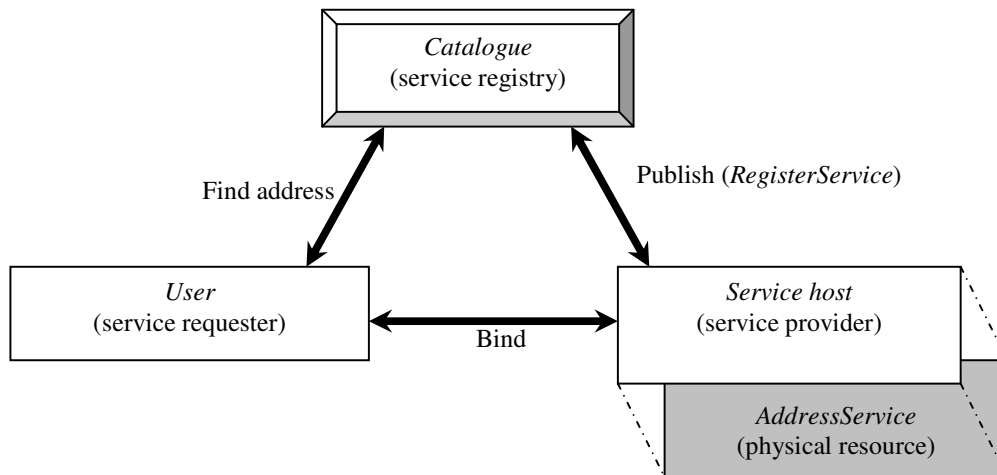 Catalogue
(service registry)
Find address
Publish (RegisterService)
User
(service requester)
Bind
Service host
(service provider)
AddressService
(physical resource)